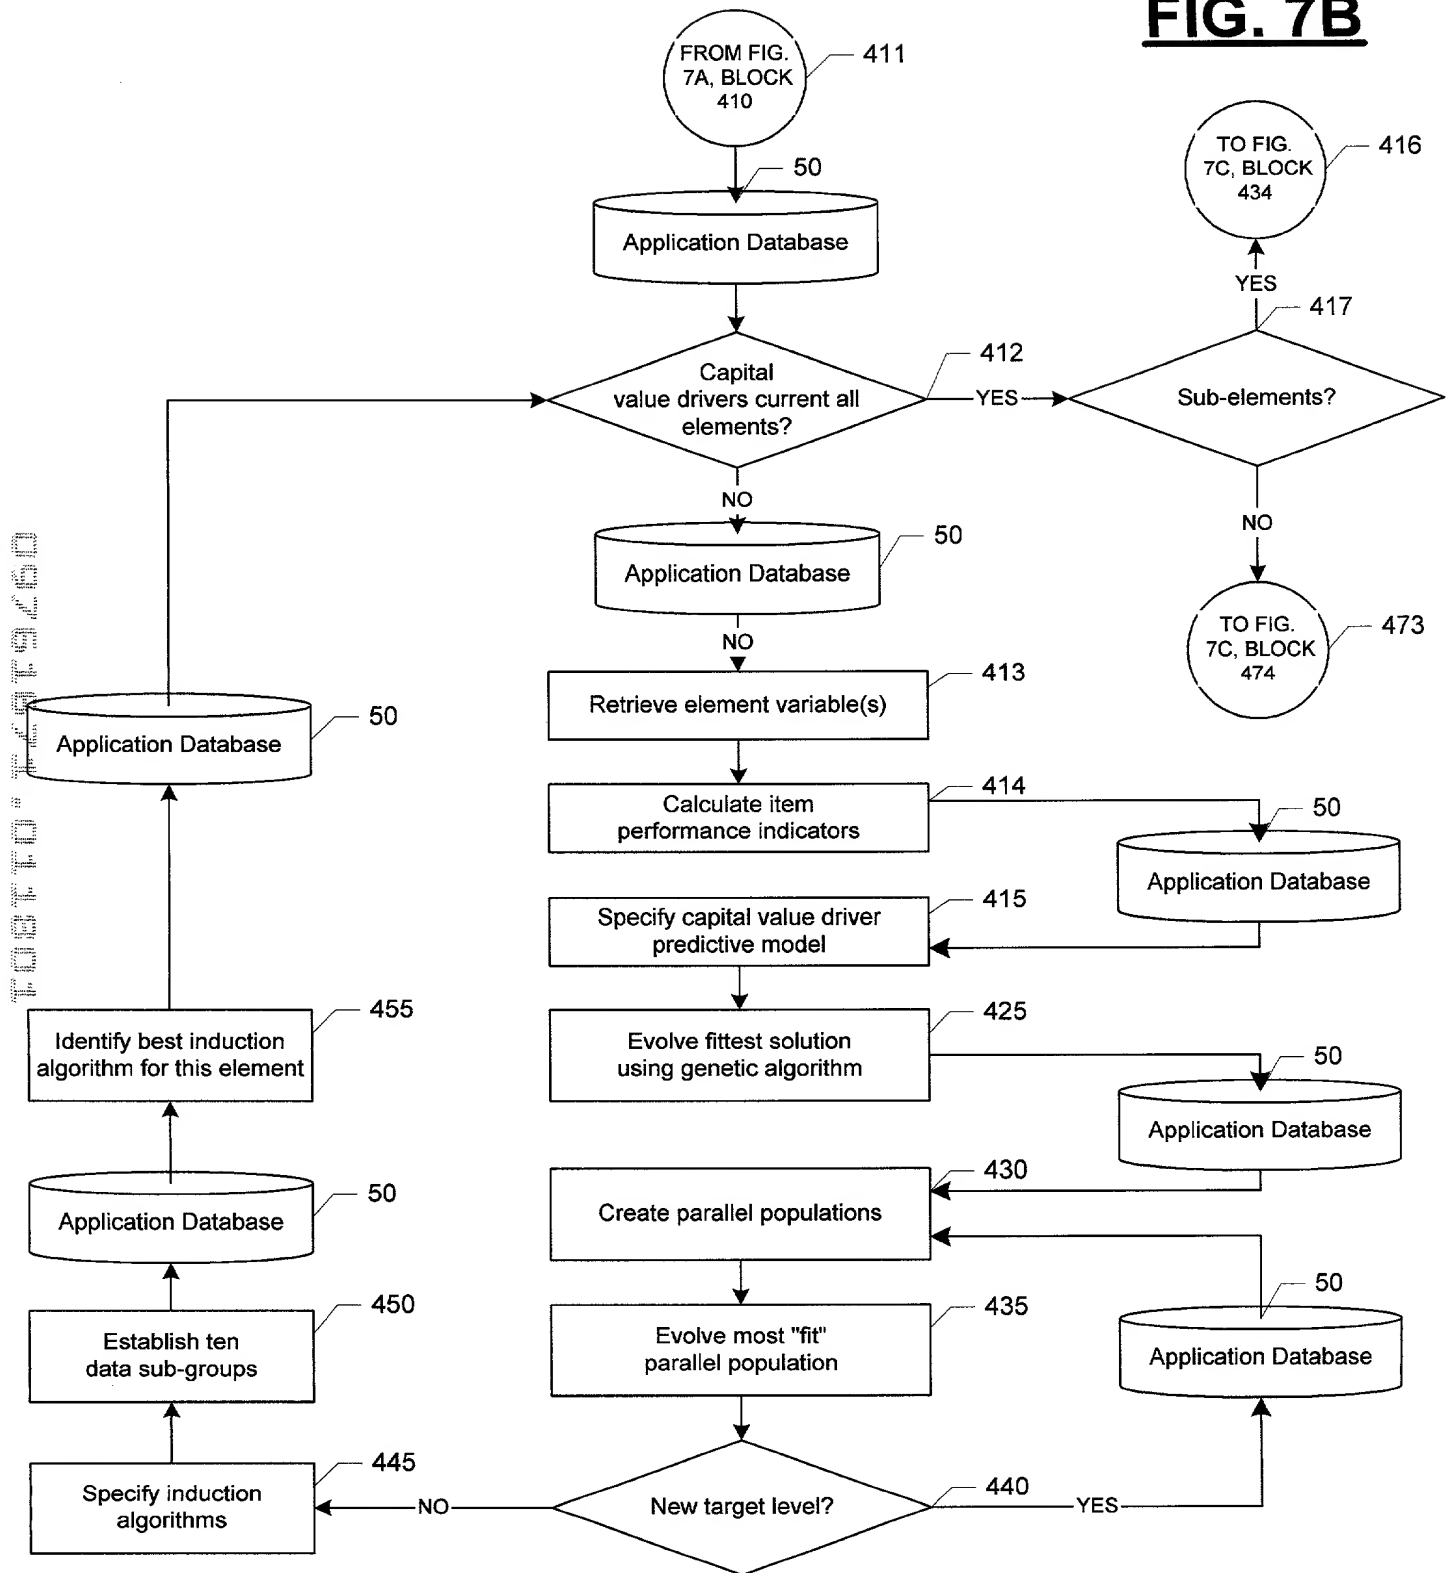 FIG. 7B
FROM FIG.
7A, BLOCK
410
411
50
Application Database
TO FIG.
7C, BLOCK
434
416
YES
417
Capital
value drivers current all
elements?
412
YES
Sub-elements?
NO
NO
50
Application Database
NO
TO FIG.
7C, BLOCK
474
473
Retrieve element variable(s)
413
50
Application Database
Calculate item
performance indicators
414
50
Application Database
Specify capital value driver
predictive model
415
Evolve fittest solution
using genetic algorithm
425
50
Application Database
Identify best induction
algorithm for this element
455
Create parallel populations
430
50
Application Database
Evolve most "fit"
parallel population
435
50
Application Database
Establish ten
data sub-groups
450
Specify induction
algorithms
445
NO
New target level?
440
YES